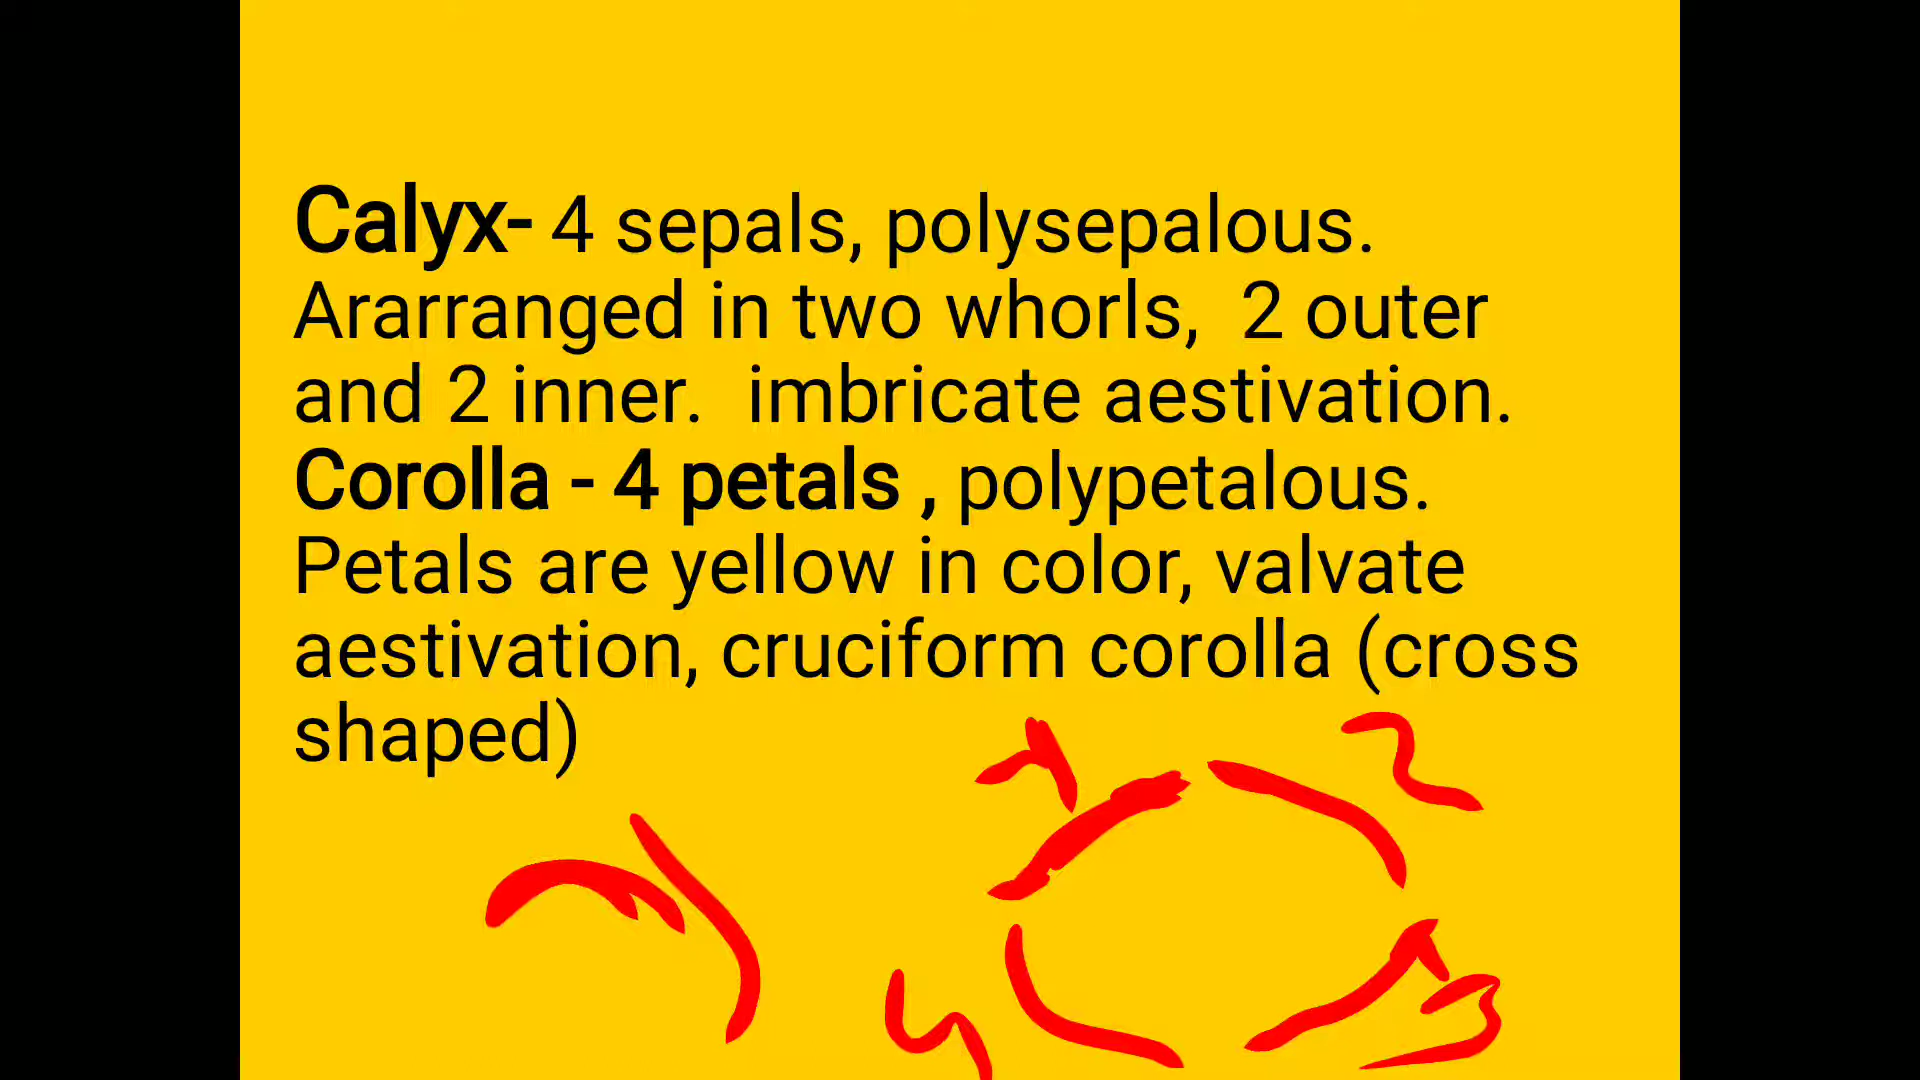 Calyx- 4 sepals, polysepalous.
Ararranged in two whorls, 2 outer
and 2 inner. imbricate aestivation.
Corolla - 4 petals , polypetalous.
Petals are yellow in color, valvate
aestivation, cruciform corolla (cross
shaped)
1 2
4 3